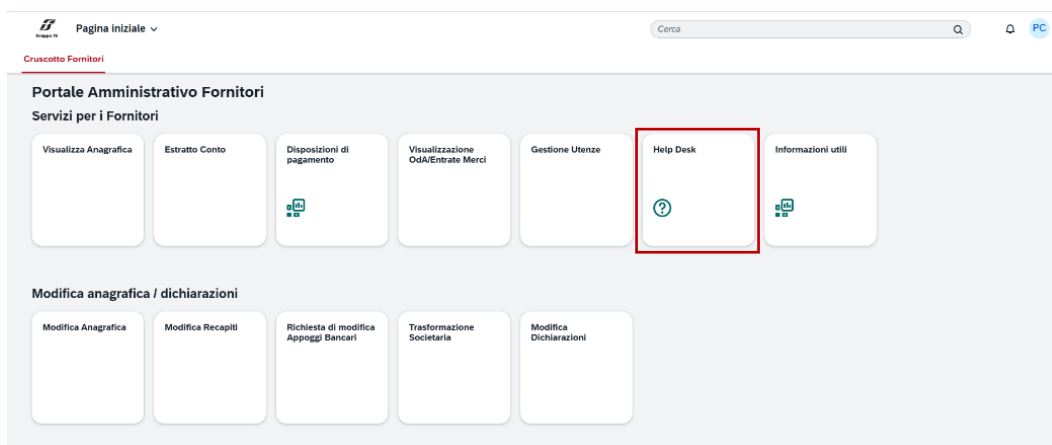 Gruppo FS
Pagina iniziale
Cerca
PC
Cruscotto Fornitori
Portale Amministrativo Fornitori
Servizi per i Fornitori
Visualizza Anagrafica
Estratto Conto
Disposizioni di
pagamento
Visualizzazione
OdA/Entrate Merci
Gestione Utenze
Help Desk
Informazioni utili
Modifica anagrafica / dichiarazioni
Modifica Anagrafica
Modifica Recapiti
Richiesta di modifica
Appoggi Bancari
Trasformazione
Societaria
Modifica
Dichiarazioni